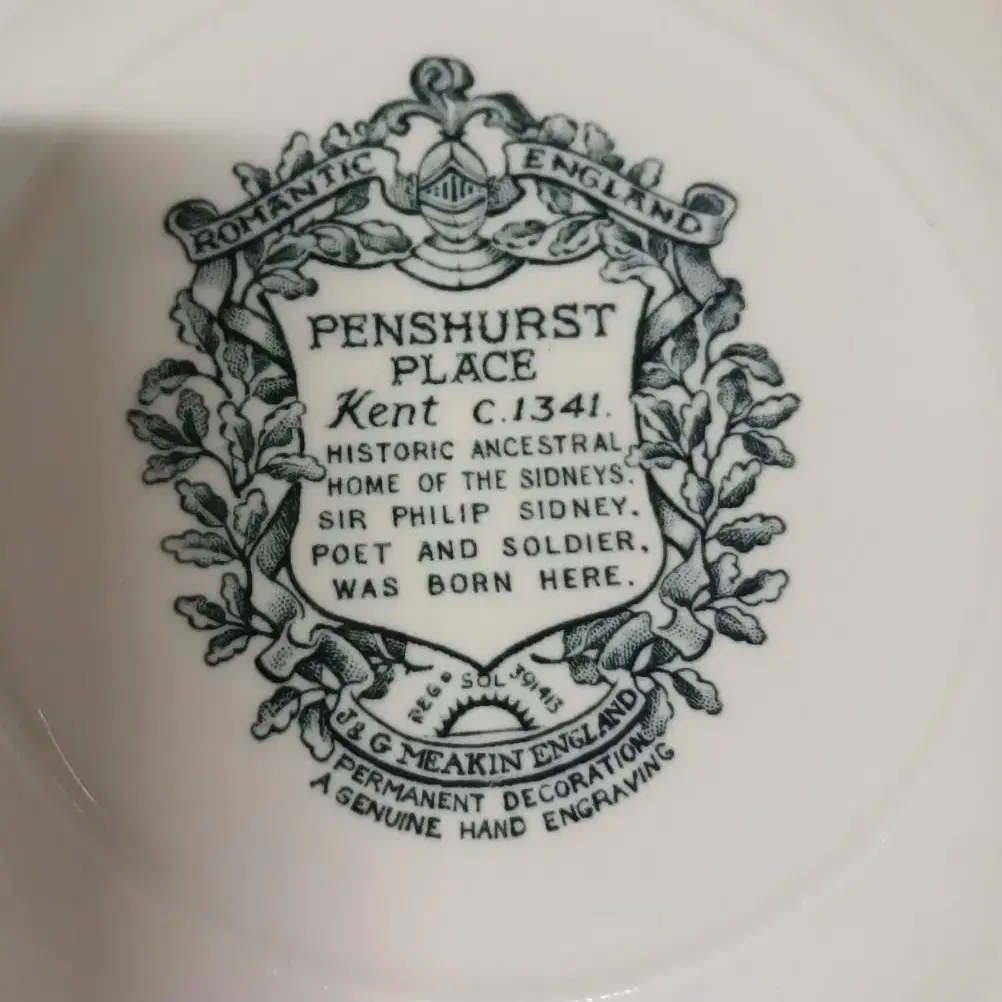 ROMANTIC ENGLAND
PENSHURST
PLACE
Kent C.1341.
HISTORIC ANCESTRAL
HOME OF THE SIDNEYS.
SIR PHILIP SIDNEY.
POET AND SOLDIER,
WAS BORN HERE.
REG⁠D SOL 391413
J & G MEAKIN ENGLAND
PERMANENT DECORATION
A GENUINE HAND ENGRAVING